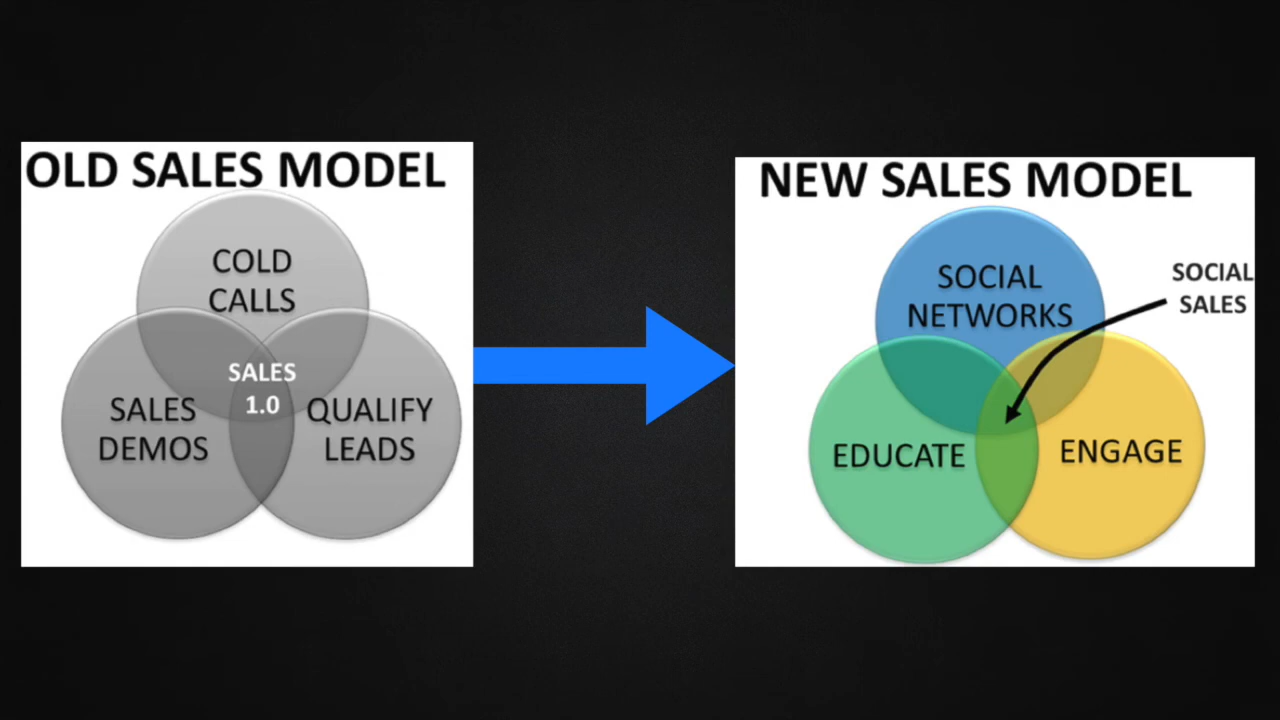 OLD SALES MODEL
COLD
CALLS
SALES
1.0
SALES
DEMOS
QUALIFY
LEADS
NEW SALES MODEL
SOCIAL
NETWORKS
SOCIAL
SALES
EDUCATE
ENGAGE